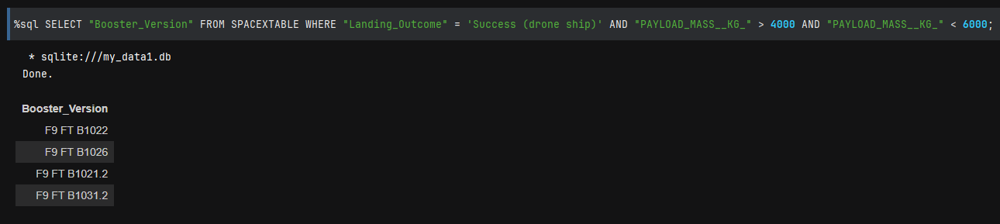 %sql SELECT "Booster_Version" FROM SPACEXTABLE WHERE "Landing_Outcome" = 'Success (drone ship)' AND "PAYLOAD_MASS__KG_" > 4000 AND "PAYLOAD_MASS__KG_" < 6000;
* sqlite:///my_data1.db
Done.
Booster_Version
F9 FT B1022
F9 FT B1026
F9 FT B1021.2
F9 FT B1031.2